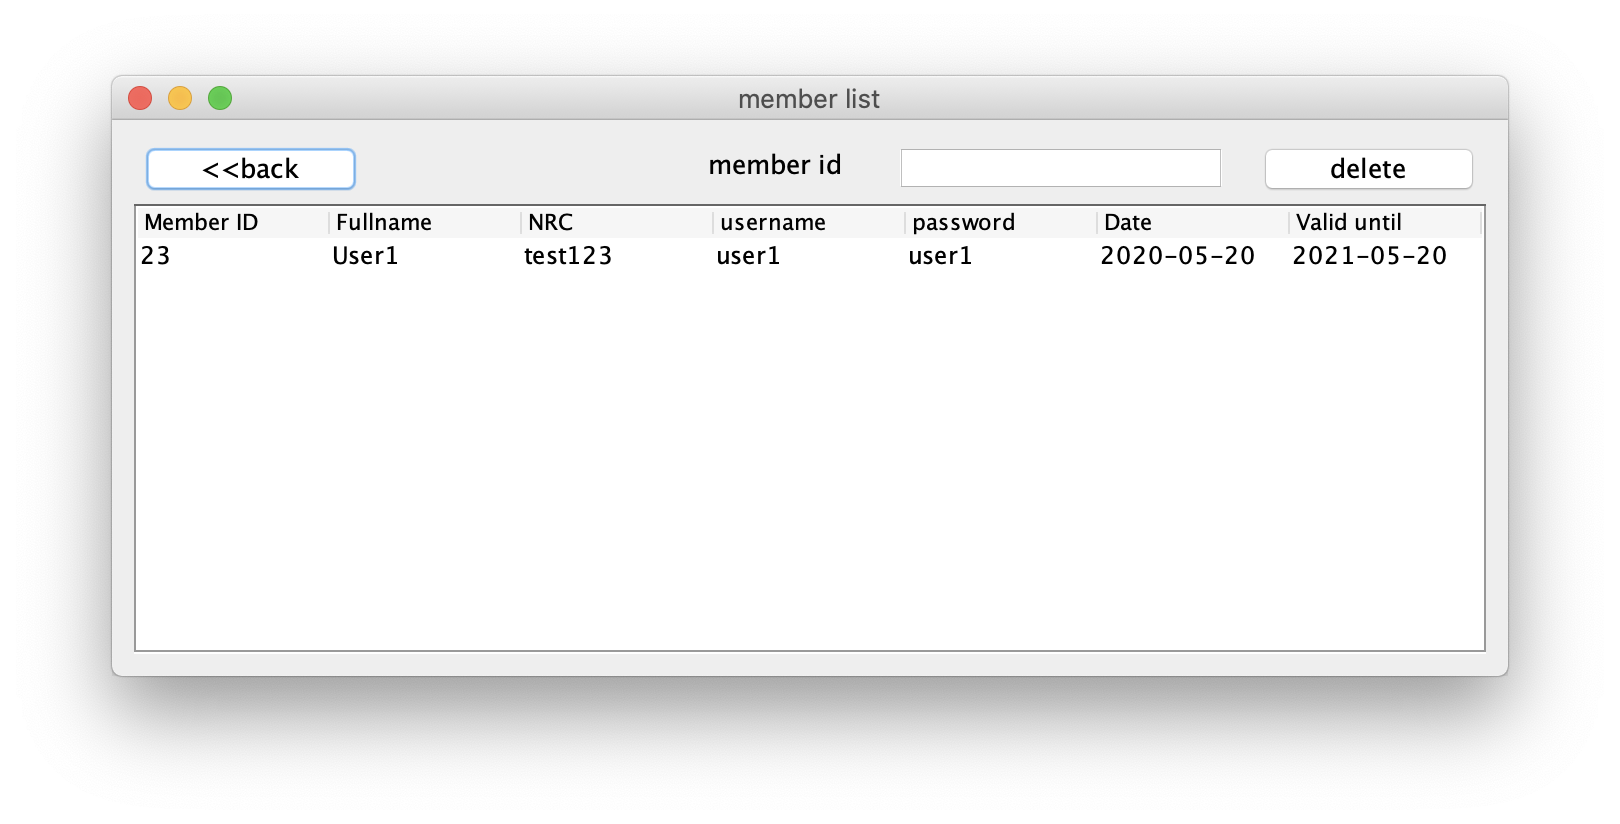 member list
<<back member id delete
Member ID Fullname NRC username password Date Valid until
23 User1 test123 user1 user1 2020-05-20 2021-05-20